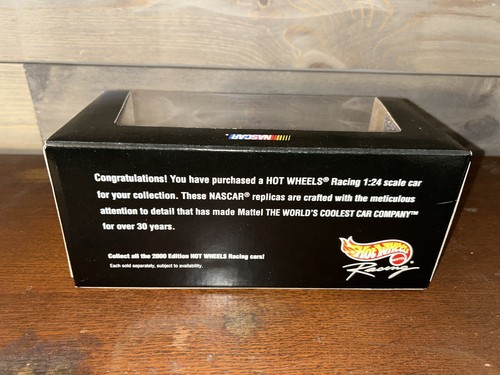 NASCAR
Congratulations! You have purchased a HOT WHEELS® Racing 1:24 scale car
for your collection. These NASCAR® replicas are crafted with the meticulous
attention to detail that has made Mattel THE WORLD'S COOLEST CAR COMPANY™
for over 30 years.
Collect all the 2000 Edition HOT WHEELS Racing cars!
Each sold separately, subject to availability.
Hot Wheels
Racing